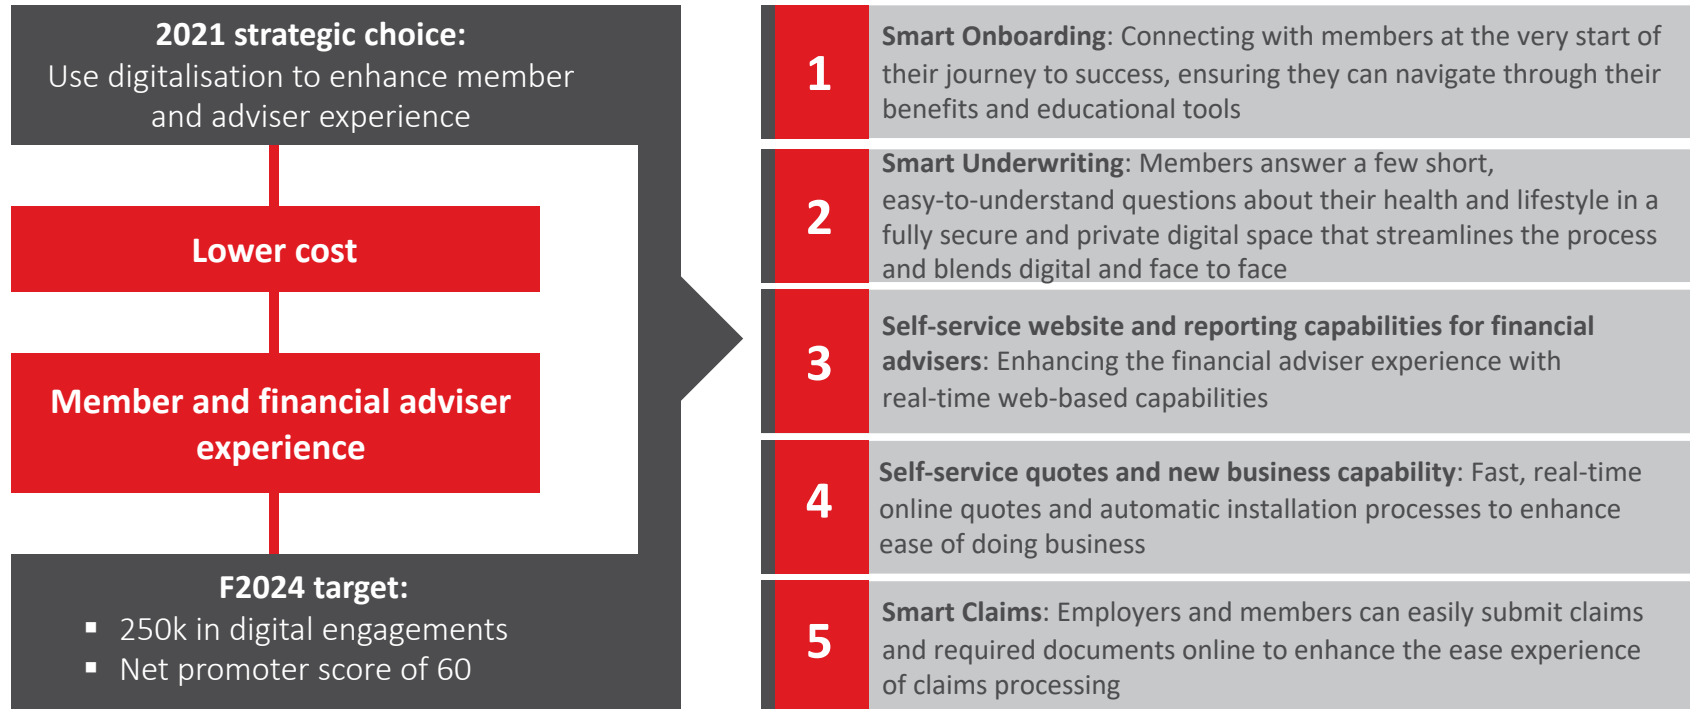 2021 strategic choice:
Use digitalisation to enhance member
and adviser experience
Lower cost
Member and financial adviser
experience
F2024 target:
▪ 250k in digital engagements
▪ Net promoter score of 60
1
Smart Onboarding: Connecting with members at the very start of
their journey to success, ensuring they can navigate through their
benefits and educational tools
2
Smart Underwriting: Members answer a few short,
easy-to-understand questions about their health and lifestyle in a
fully secure and private digital space that streamlines the process
and blends digital and face to face
3
Self-service website and reporting capabilities for financial
advisers: Enhancing the financial adviser experience with
real-time web-based capabilities
4
Self-service quotes and new business capability: Fast, real-time
online quotes and automatic installation processes to enhance
ease of doing business
5
Smart Claims: Employers and members can easily submit claims
and required documents online to enhance the ease experience
of claims processing